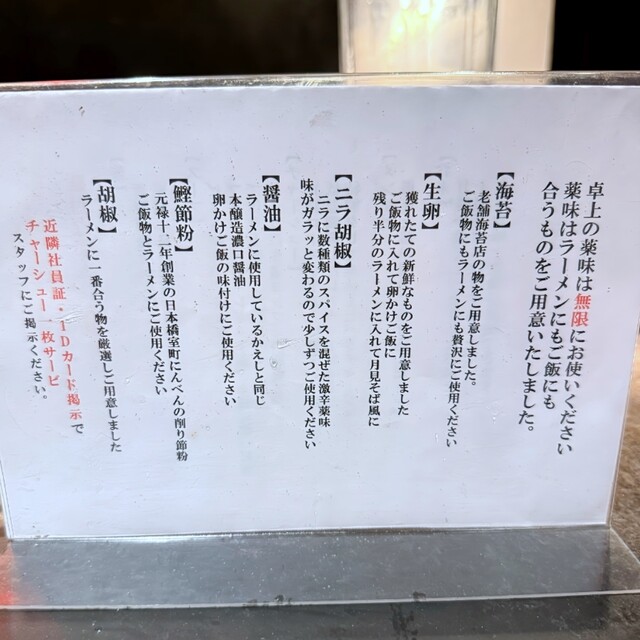 卓上の薬味は無限にお使いください
薬味はラーメンにもご飯にも
合うものをご用意いたしました。
【海苔】
老舗海苔店の物をご用意しました。
ご飯物にもラーメンにも贅沢にご使用ください
【生卵】
獲れたての新鮮なものをご用意しました
ご飯物に入れて卵かけご飯に
残り半分のラーメンに入れて月見そば風に
【ニラ胡椒】
ニラに数種類のスパイスを混ぜた激辛薬味
味がガラッと変わるので少しずつご使用ください
【醤油】
ラーメンに使用しているかえしと同じ
本醸造濃口醤油
卵かけご飯の味付けにご使用ください
【鰹節粉】
元禄十二年創業の日本橋室町にんべんの削り節粉
ご飯物とラーメンにご使用ください
【胡椒】
ラーメンに一番合う物を厳選しご用意しました
近隣社員証・IDカード掲示で
チャーシュー一枚サービス
スタッフにご掲示ください。